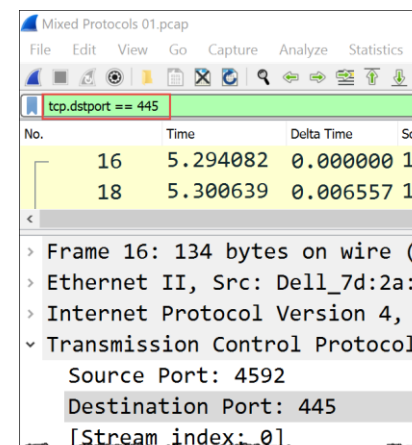 Mixed Protocols 01.pcap
File Edit View Go Capture Analyze Statistics
tcp.dstport == 445
No. Time Delta Time
16 5.294082 0.000000 1
18 5.300639 0.006557 1
Frame 16: 134 bytes on wire (
Ethernet II, Src: Dell_7d:2a:
Internet Protocol Version 4,
Transmission Control Protocol
Source Port: 4592
Destination Port: 445
[Stream index: 0]